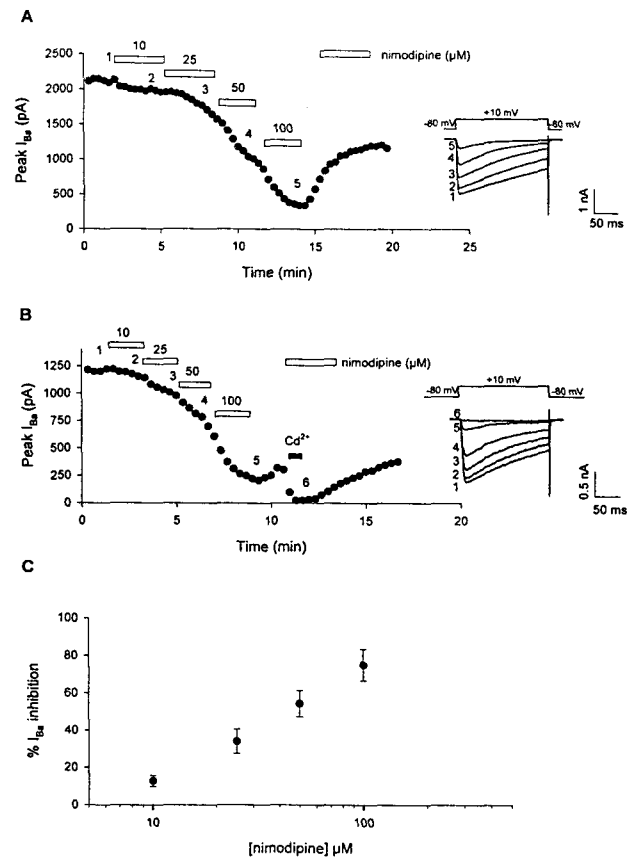 A
10
25
50
100
1
2
3
4
5
nimodipine (µM)
Peak I_Ba (pA)
2500
2000
1500
1000
500
0
0 5 10 15 20 25
Time (min)
+10 mV
-80 mV
-80 mV
5
4
3
2
1
1 nA
50 ms
B
10
25
50
100
1
2
3
4
5
6
Cd²⁺
nimodipine (µM)
Peak I_Ba (pA)
1250
1000
750
500
250
0
0 5 10 15 20
Time (min)
+10 mV
-80 mV
-80 mV
6
5
4
3
2
1
0.5 nA
50 ms
C
% I_Ba inhibition
100
80
60
40
20
0
10 100
[nimodipine] µM